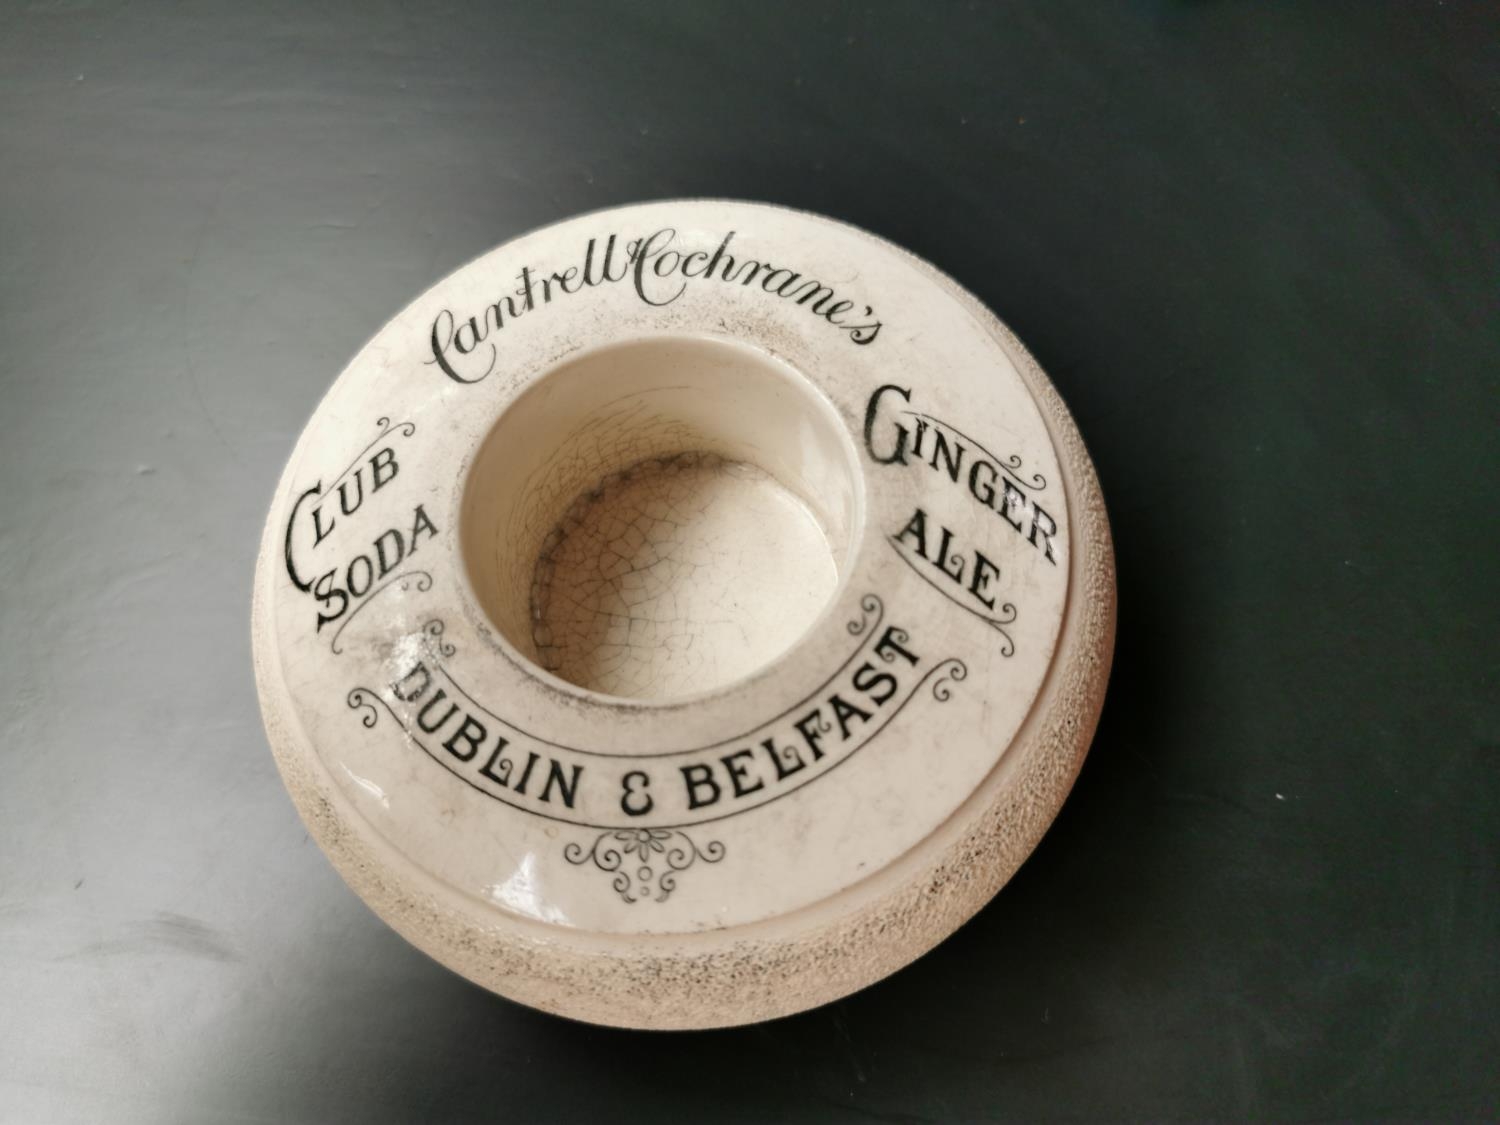 Cantrell & Cochrane's
CLUB
SODA
GINGER
ALE
DUBLIN & BELFAST